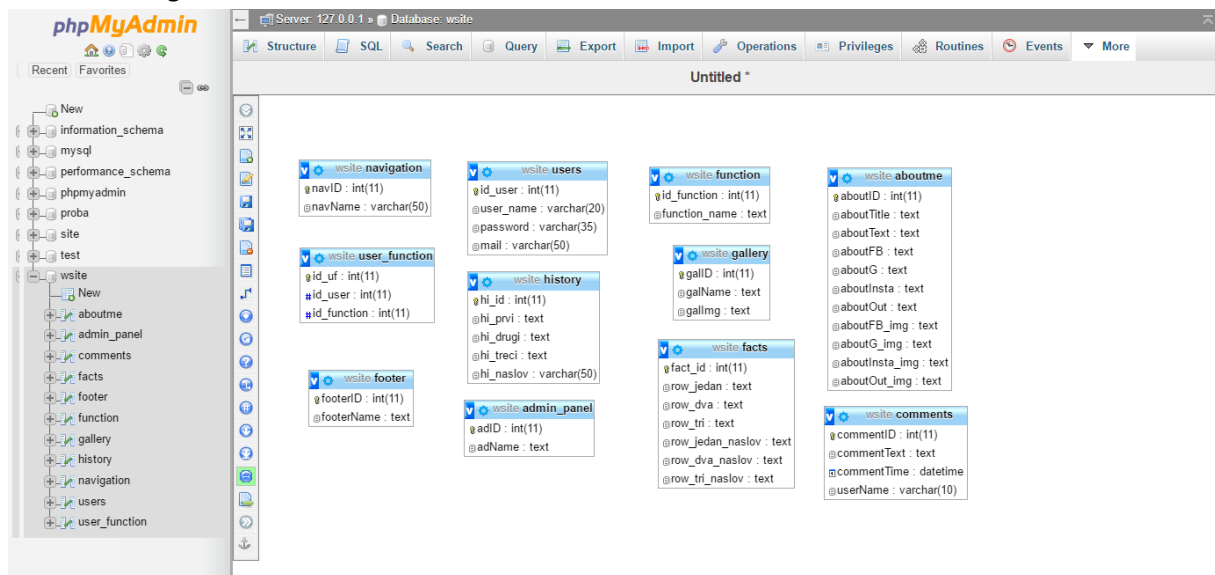 phpMyAdmin
Recent Favorites
New
information_schema
mysql
performance_schema
phpmyadmin
proba
site
test
wsite
New
aboutme
admin_panel
comments
facts
footer
function
gallery
history
navigation
users
user_function
Server: 127.0.0.1 » Database: wsite
Structure SQL Search Query Export Import Operations Privileges Routines Events More
Untitled *
wsite navigation
navID : int(11)
navName : varchar(50)
wsite users
id_user : int(11)
user_name : varchar(20)
password : varchar(35)
mail : varchar(50)
wsite function
id_function : int(11)
function_name : text
wsite aboutme
aboutID : int(11)
aboutTitle : text
aboutText : text
aboutFB : text
aboutG : text
aboutInsta : text
aboutOut : text
aboutFB_img : text
aboutG_img : text
aboutInsta_img : text
aboutOut_img : text
wsite user_function
id_uf : int(11)
id_user : int(11)
id_function : int(11)
wsite history
hi_id : int(11)
hi_prvi : text
hi_drugi : text
hi_treci : text
hi_naslov : varchar(50)
wsite gallery
galID : int(11)
galName : text
galImg : text
wsite facts
fact_id : int(11)
row_jedan : text
row_dva : text
row_tri : text
row_jedan_naslov : text
row_dva_naslov : text
row_tri_naslov : text
wsite footer
footerID : int(11)
footerName : text
wsite admin_panel
adID : int(11)
adName : text
wsite comments
commentID : int(11)
commentText : text
commentTime : datetime
userName : varchar(10)